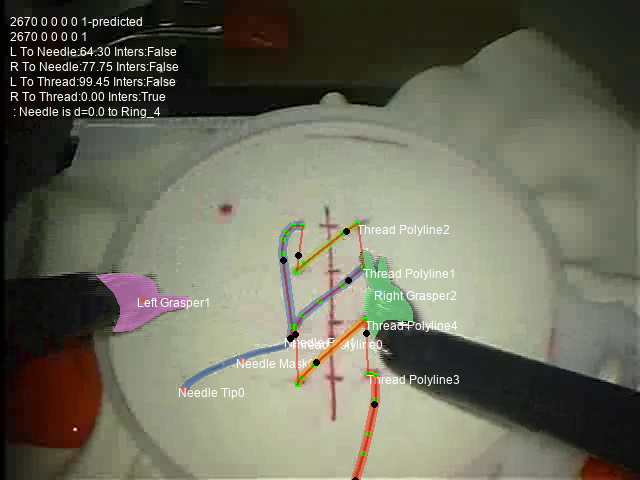 2670 0 0 0 0 1-predicted
2670 0 0 0 0 1
L To Needle:64.30 Inters:False
R To Needle:77.75 Inters:False
L To Thread:99.45 Inters:False
R To Thread:0.00 Inters:True
: Needle is d=0.0 to Ring_4
Thread Polyline2
Thread Polyline1
Right Grasper2
Left Grasper1
Thread Polyline4
Needle Mask
Thread Polyline3
Needle Tip0